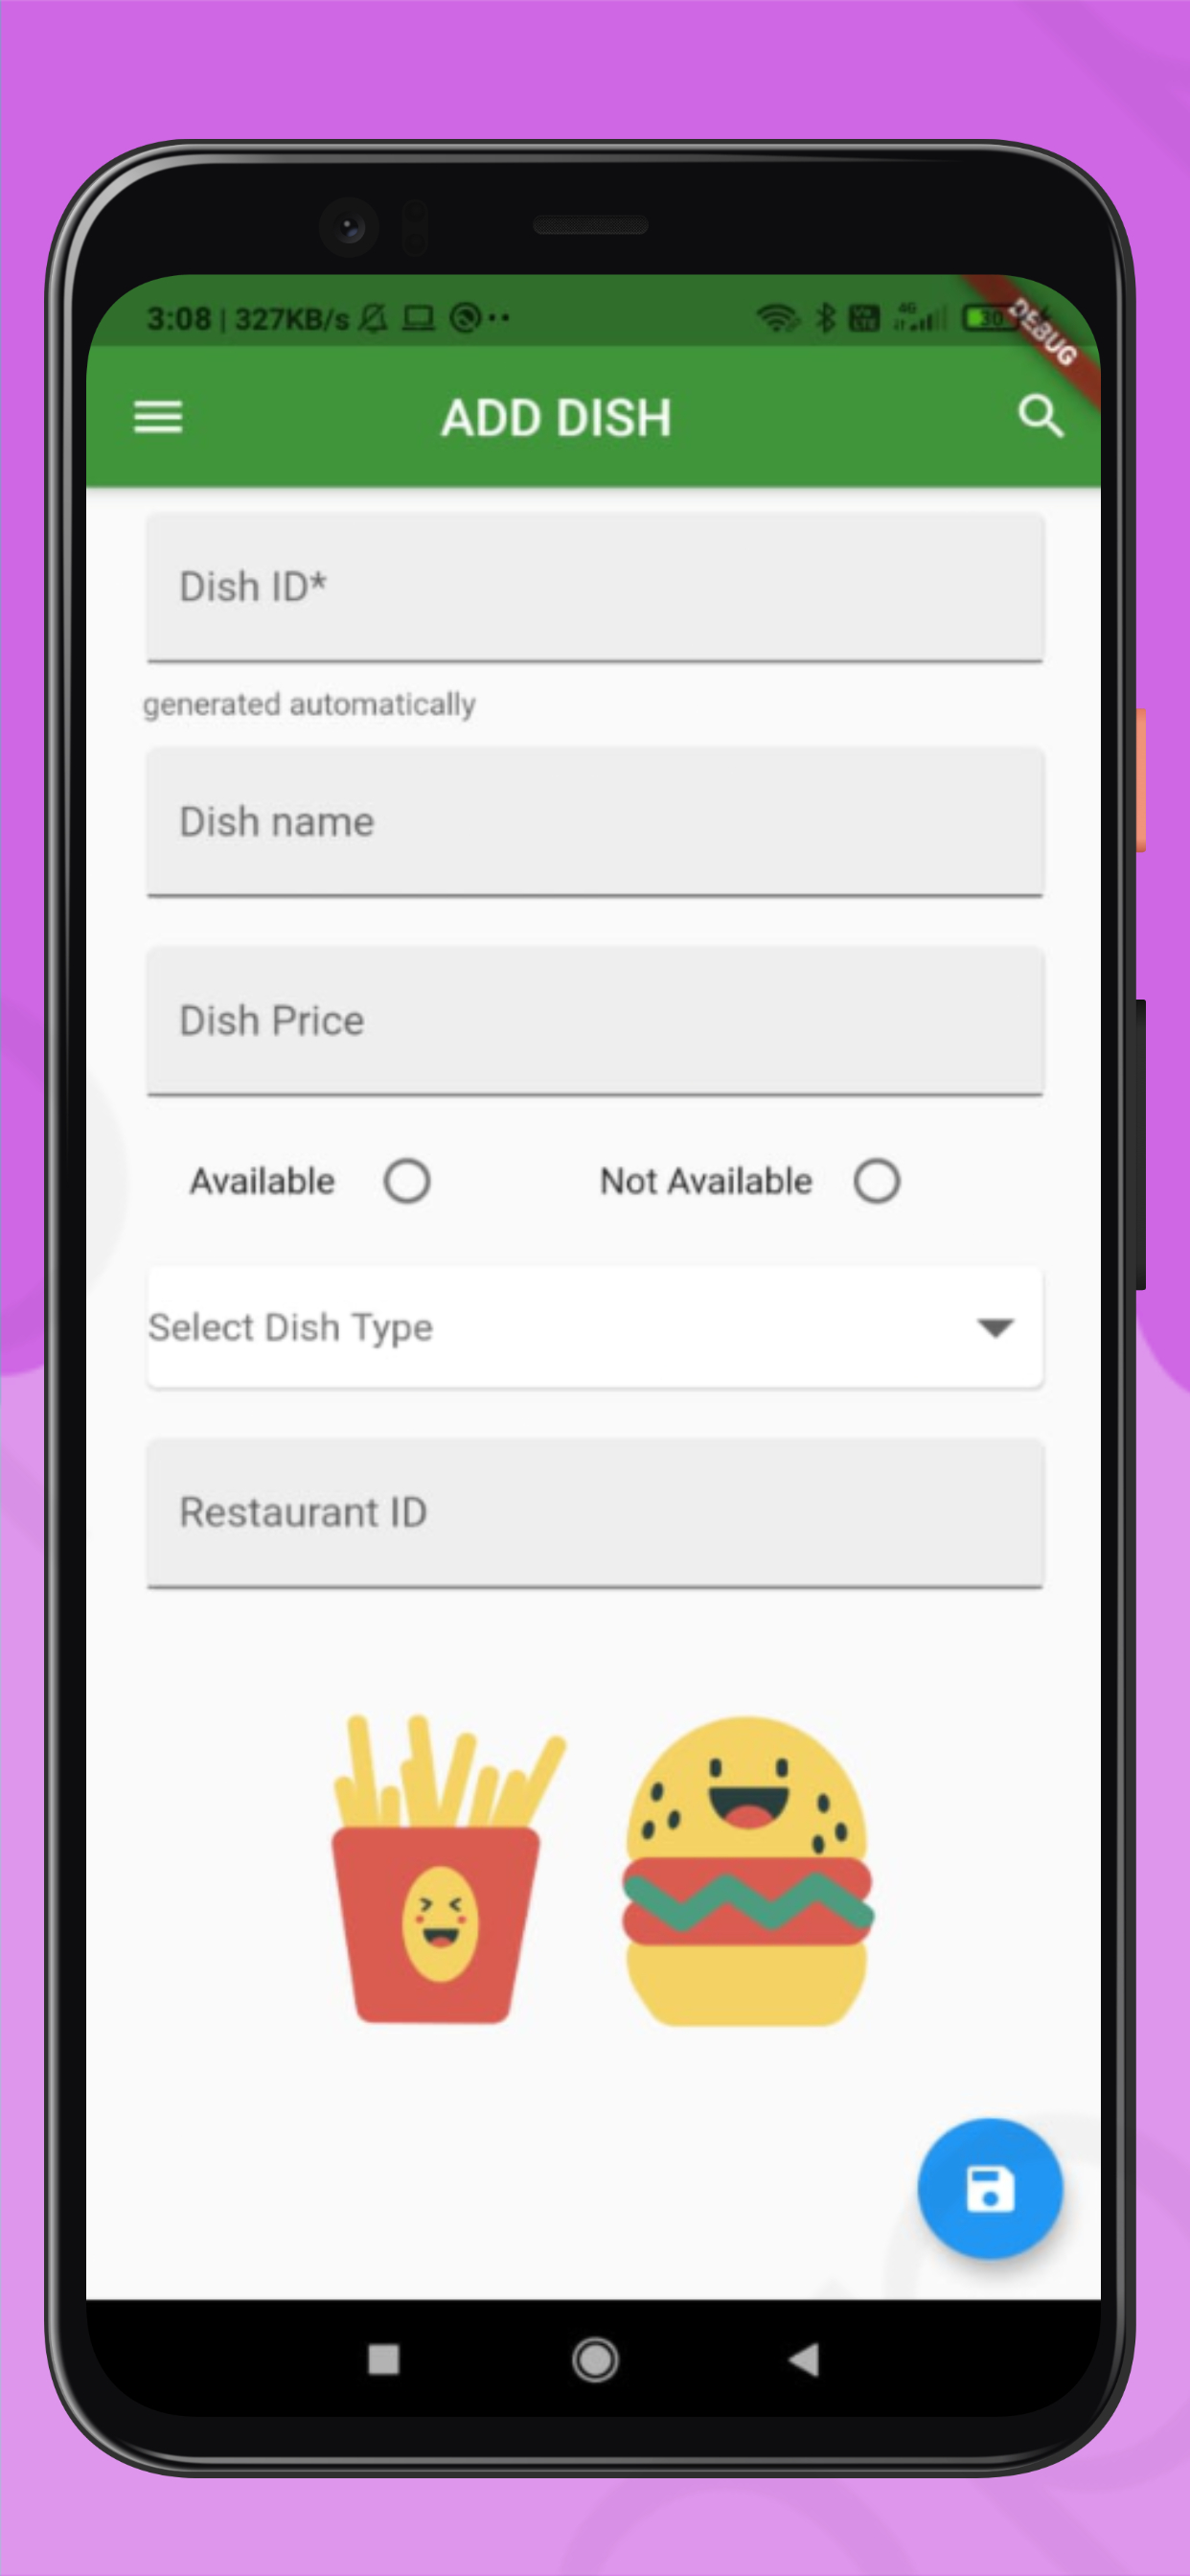 3:08 | 327KB/s
4G
30
DEBUG
ADD DISH
Dish ID*
generated automatically
Dish name
Dish Price
Available Not Available
Select Dish Type
Restaurant ID